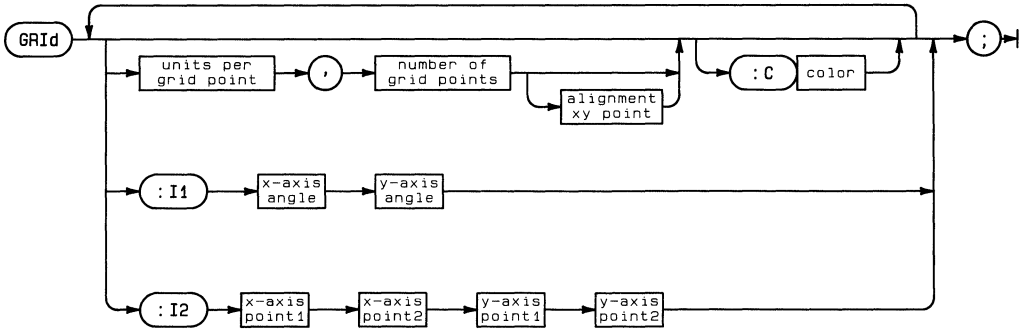 GRId
units per
grid point
,
number of
grid points
alignment
xy point
:C
color
;
:I1
x-axis
angle
y-axis
angle
:I2
x-axis
point1
x-axis
point2
y-axis
point1
y-axis
point2